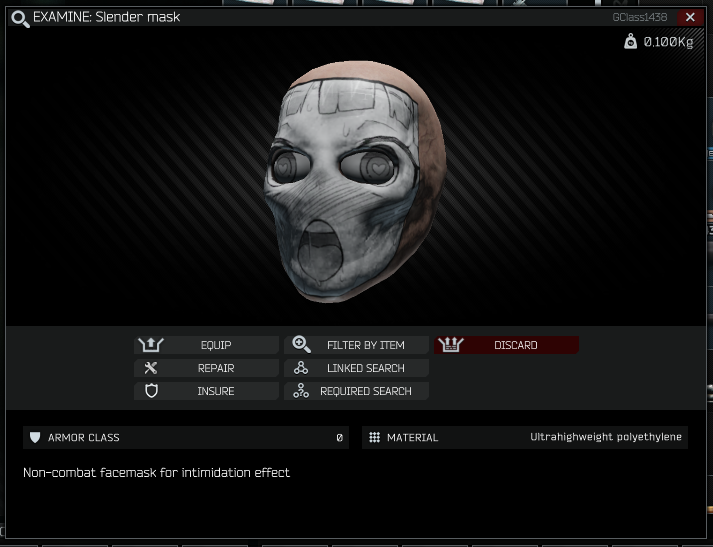 EXAMINE: Slender mask
GClass1438
0.100Kg
EQUIP
FILTER BY ITEM
DISCARD
REPAIR
LINKED SEARCH
INSURE
REQUIRED SEARCH
ARMOR CLASS
0
MATERIAL
Ultrahighweight polyethylene
Non-combat facemask for intimidation effect